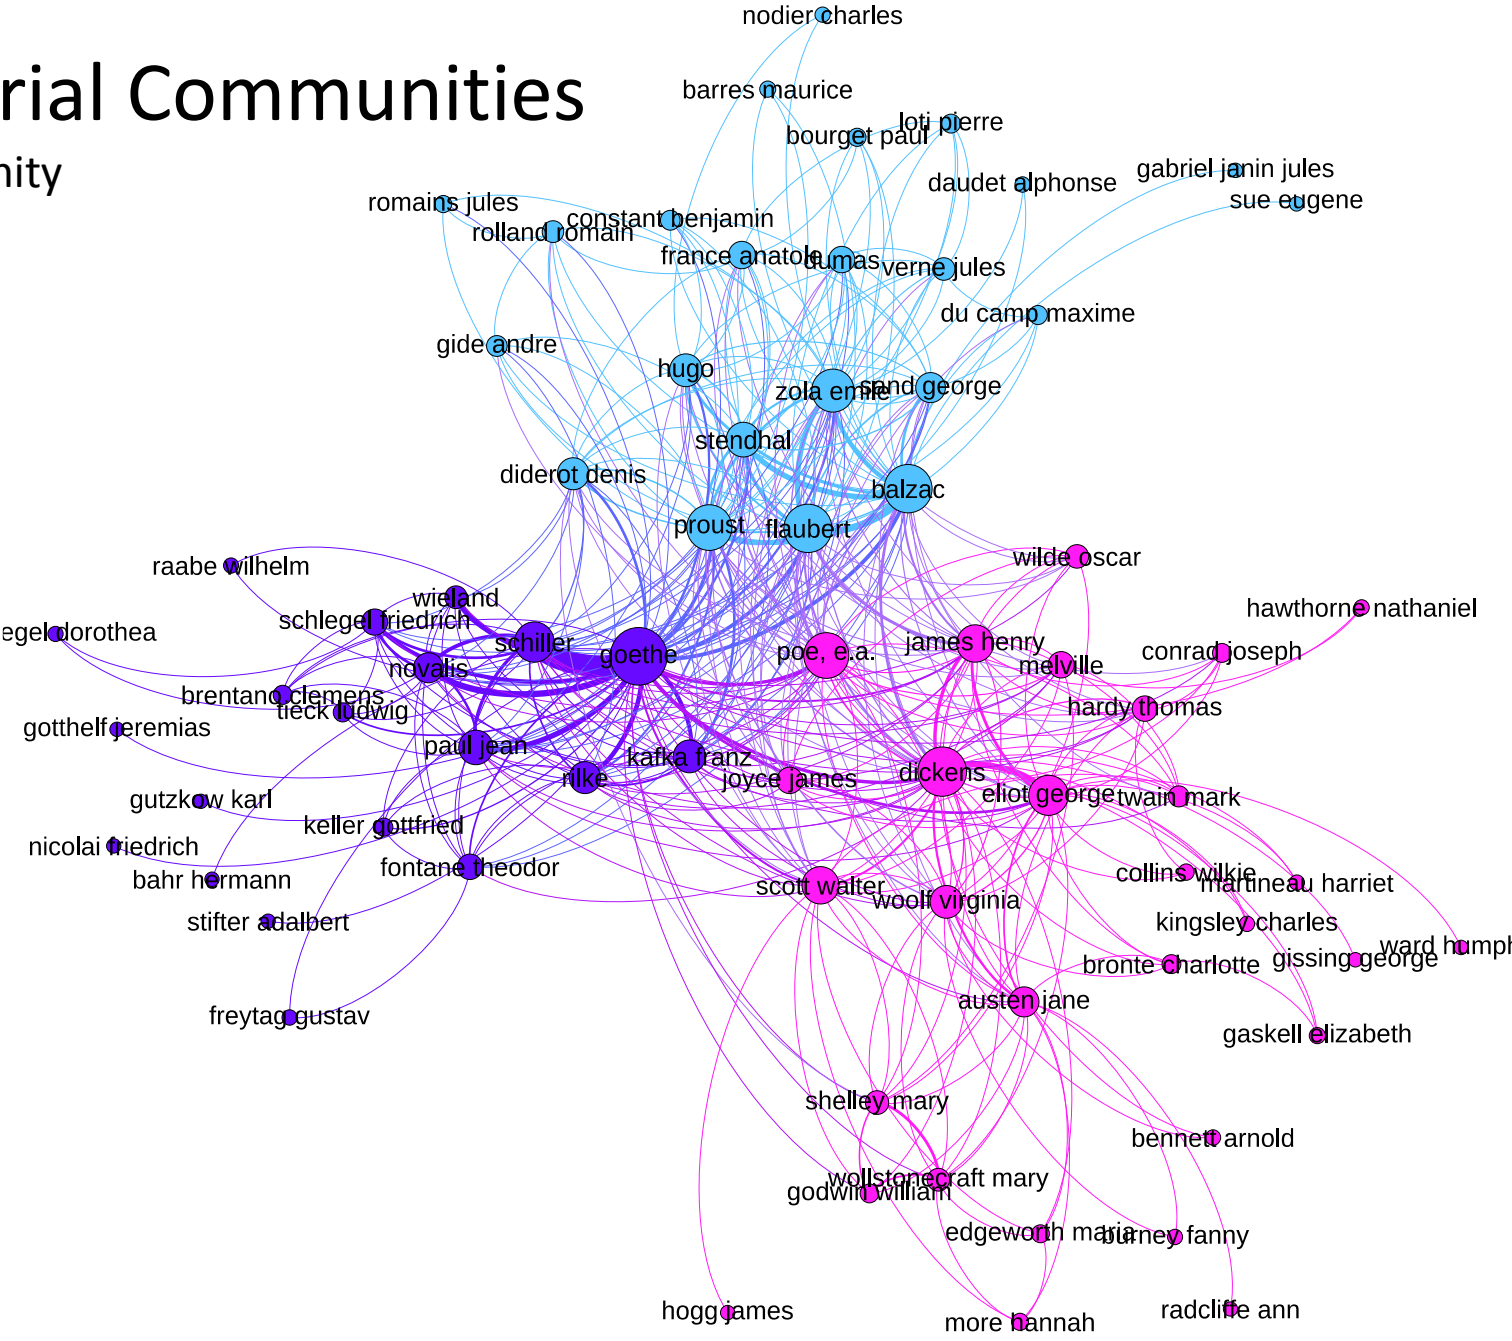 nodier charles
rial Communities
barres maurice
loti pierre
bourget paul
nity
gabriel janin jules
daudet alphonse
sue eugene
romains jules
constant benjamin
rolland romain
france anatole
dumas
verne jules
du camp maxime
gide andre
hugo
zola emile
sand george
stendhal
diderot denis
balzac
proust
flaubert
wilde oscar
raabe wilhelm
wieland
hawthorne nathaniel
schlegel friedrich
egel dorothea
schiller
goethe
poe, e.a.
james henry
conrad joseph
melville
novalis
brentano clemens
tieck ludwig
hardy thomas
gotthelf jeremias
paul jean
kafka franz
rilke
joyce james
dickens
eliot george
twain mark
gutzkow karl
keller gottfried
nicolai friedrich
fontane theodor
bahr hermann
scott walter
woolf virginia
collins wilkie
martineau harriet
stifter adalbert
kingsley charles
ward humph
gissing george
bronte charlotte
austen jane
freytag gustav
gaskell elizabeth
shelley mary
bennett arnold
wollstonecraft mary
godwin william
edgeworth maria
burney fanny
hogg james
radcliffe ann
more hannah